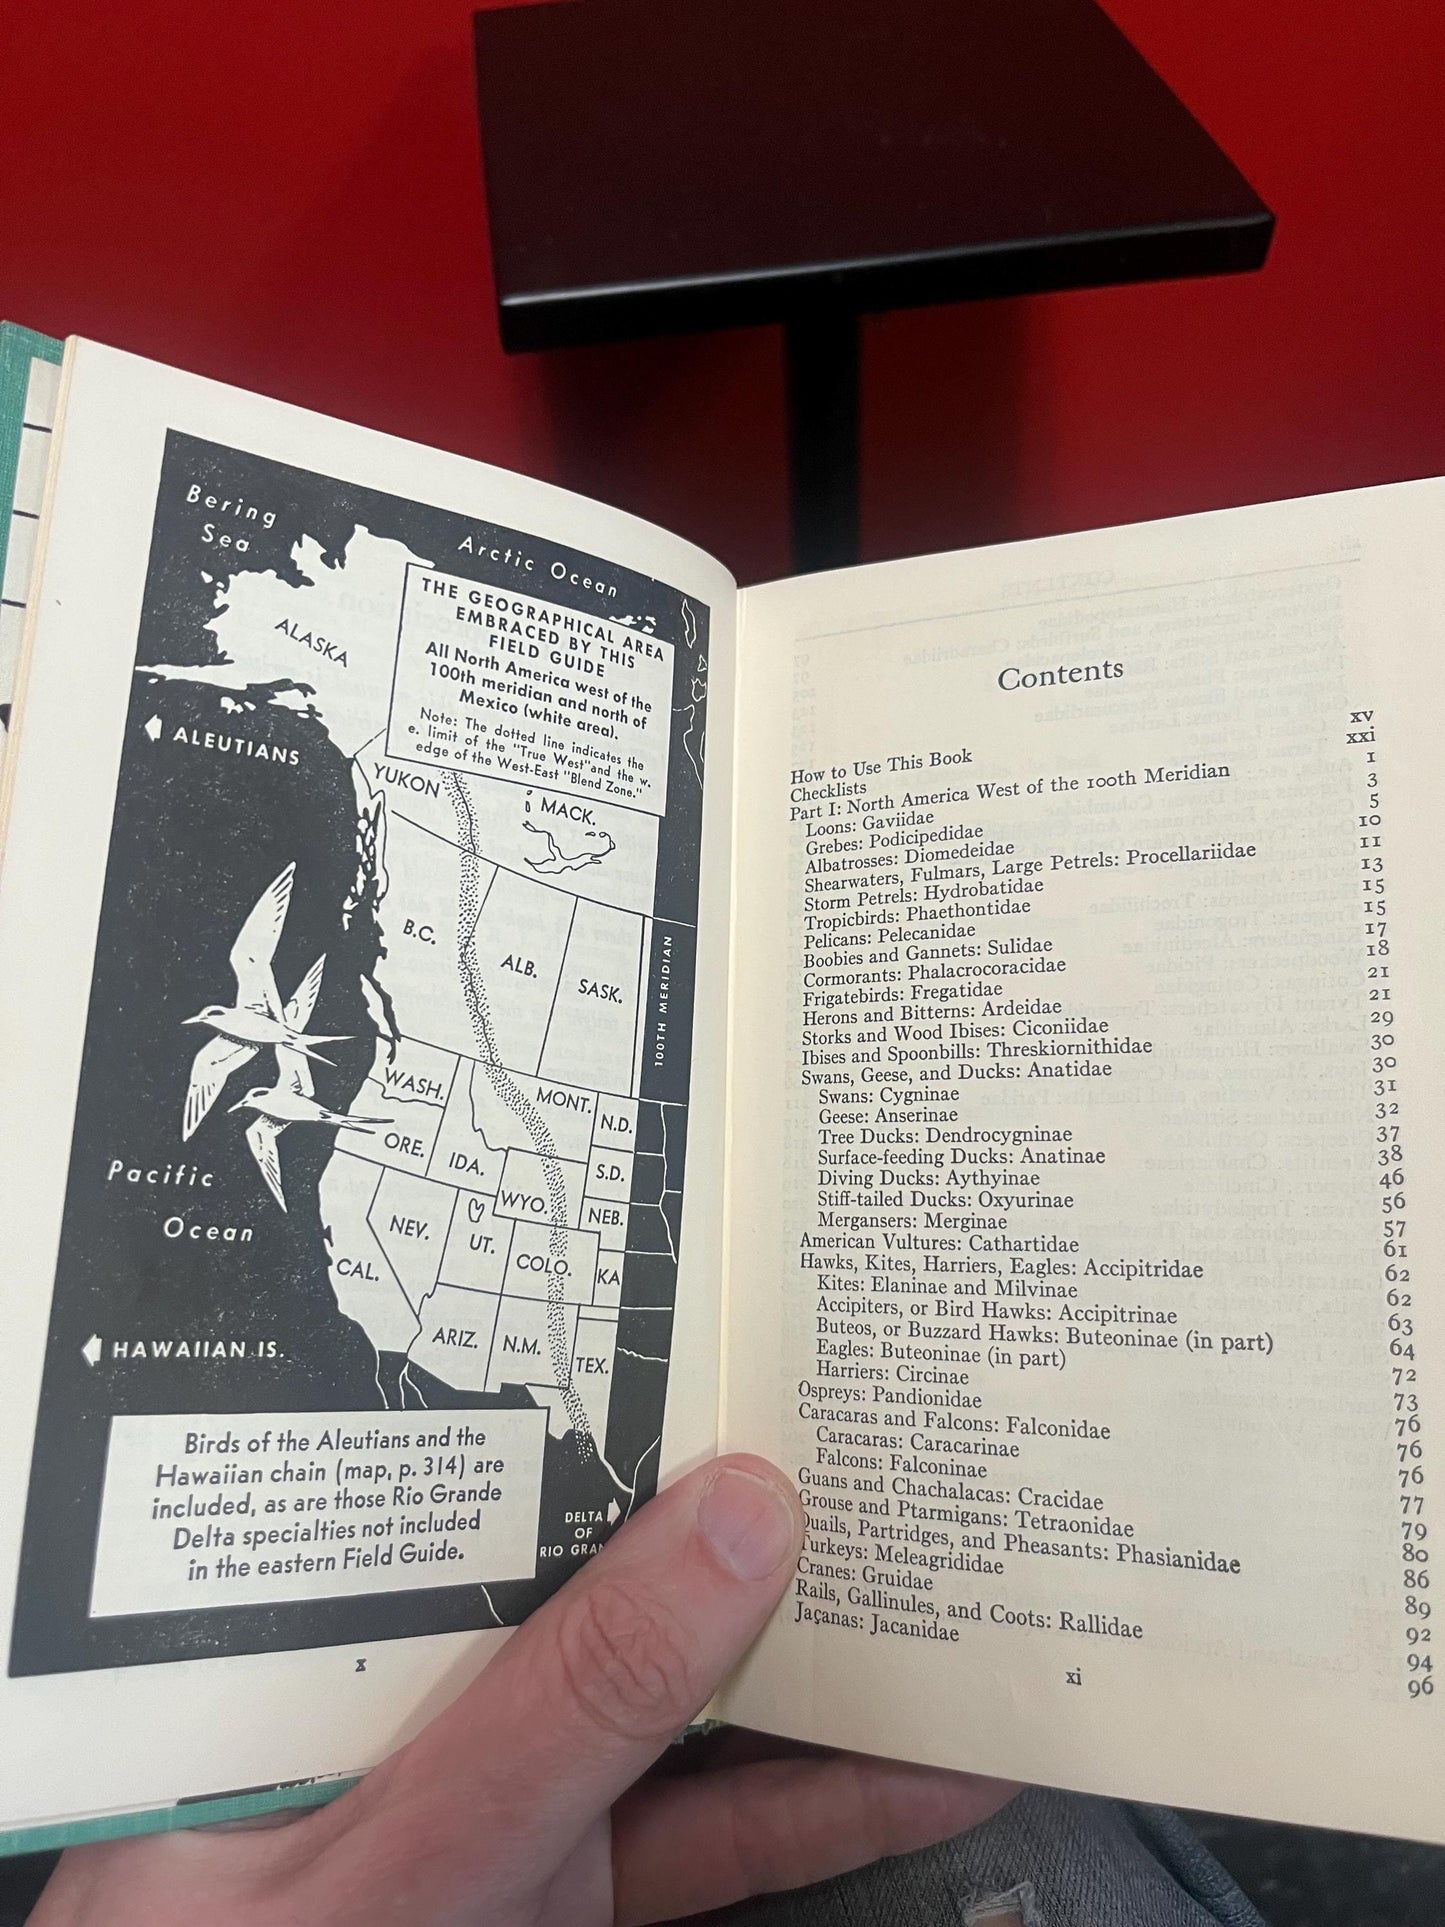 Bering
Sea
Arctic Ocean
THE GEOGRAPHICAL AREA
EMBRACED BY THIS
FIELD GUIDE
All North America west of the
100th meridian and north of
Mexico (white area).
Note: The dotted line indicates the
e. limit of the "True West" and the w.
edge of the West-East "Blend Zone."
ALASKA
ALEUTIANS
YUKON
MACK.
B.C.
ALB.
SASK.
100TH MERIDIAN
WASH.
MONT.
N.D.
ORE.
IDA.
S.D.
WYO.
NEB.
Pacific
Ocean
NEV.
UT.
COLO.
KA
CAL.
ARIZ.
N.M.
TEX.
HAWAIIAN IS.
Birds of the Aleutians and the
Hawaiian chain (map, p. 314) are
included, as are those Rio Grande
Delta specialties not included
in the eastern Field Guide.
DELTA
OF
RIO GRAN
x
Contents
How to Use This Book xv
Checklists xxi
Part I: North America West of the 100th Meridian 1
Loons: Gaviidae 3
Grebes: Podicipedidae 5
Albatrosses: Diomedeidae 10
Shearwaters, Fulmars, Large Petrels: Procellariidae 11
Storm Petrels: Hydrobatidae 13
Tropicbirds: Phaethontidae 15
Pelicans: Pelecanidae 15
Boobies and Gannets: Sulidae 17
Cormorants: Phalacrocoracidae 18
Frigatebirds: Fregatidae 21
Herons and Bitterns: Ardeidae 21
Storks and Wood Ibises: Ciconiidae 29
Ibises and Spoonbills: Threskiornithidae 30
Swans, Geese, and Ducks: Anatidae 30
Swans: Cygninae 31
Geese: Anserinae 32
Tree Ducks: Dendrocygninae 37
Surface-feeding Ducks: Anatinae 38
Diving Ducks: Aythyinae 46
Stiff-tailed Ducks: Oxyurinae 56
Mergansers: Merginae 57
American Vultures: Cathartidae 61
Hawks, Kites, Harriers, Eagles: Accipitridae 62
Kites: Elaninae and Milvinae 62
Accipiters, or Bird Hawks: Accipitrinae 63
Buteos, or Buzzard Hawks: Buteoninae (in part) 64
Eagles: Buteoninae (in part) 72
Harriers: Circinae 73
Ospreys: Pandionidae 76
Caracaras and Falcons: Falconidae 76
Caracaras: Caracarinae 76
Falcons: Falconinae 77
Guans and Chachalacas: Cracidae 79
Grouse and Ptarmigans: Tetraonidae 80
Quails, Partridges, and Pheasants: Phasianidae 86
Turkeys: Meleagrididae 89
Cranes: Gruidae 92
Rails, Gallinules, and Coots: Rallidae 94
Jaçanas: Jacanidae 96
xi